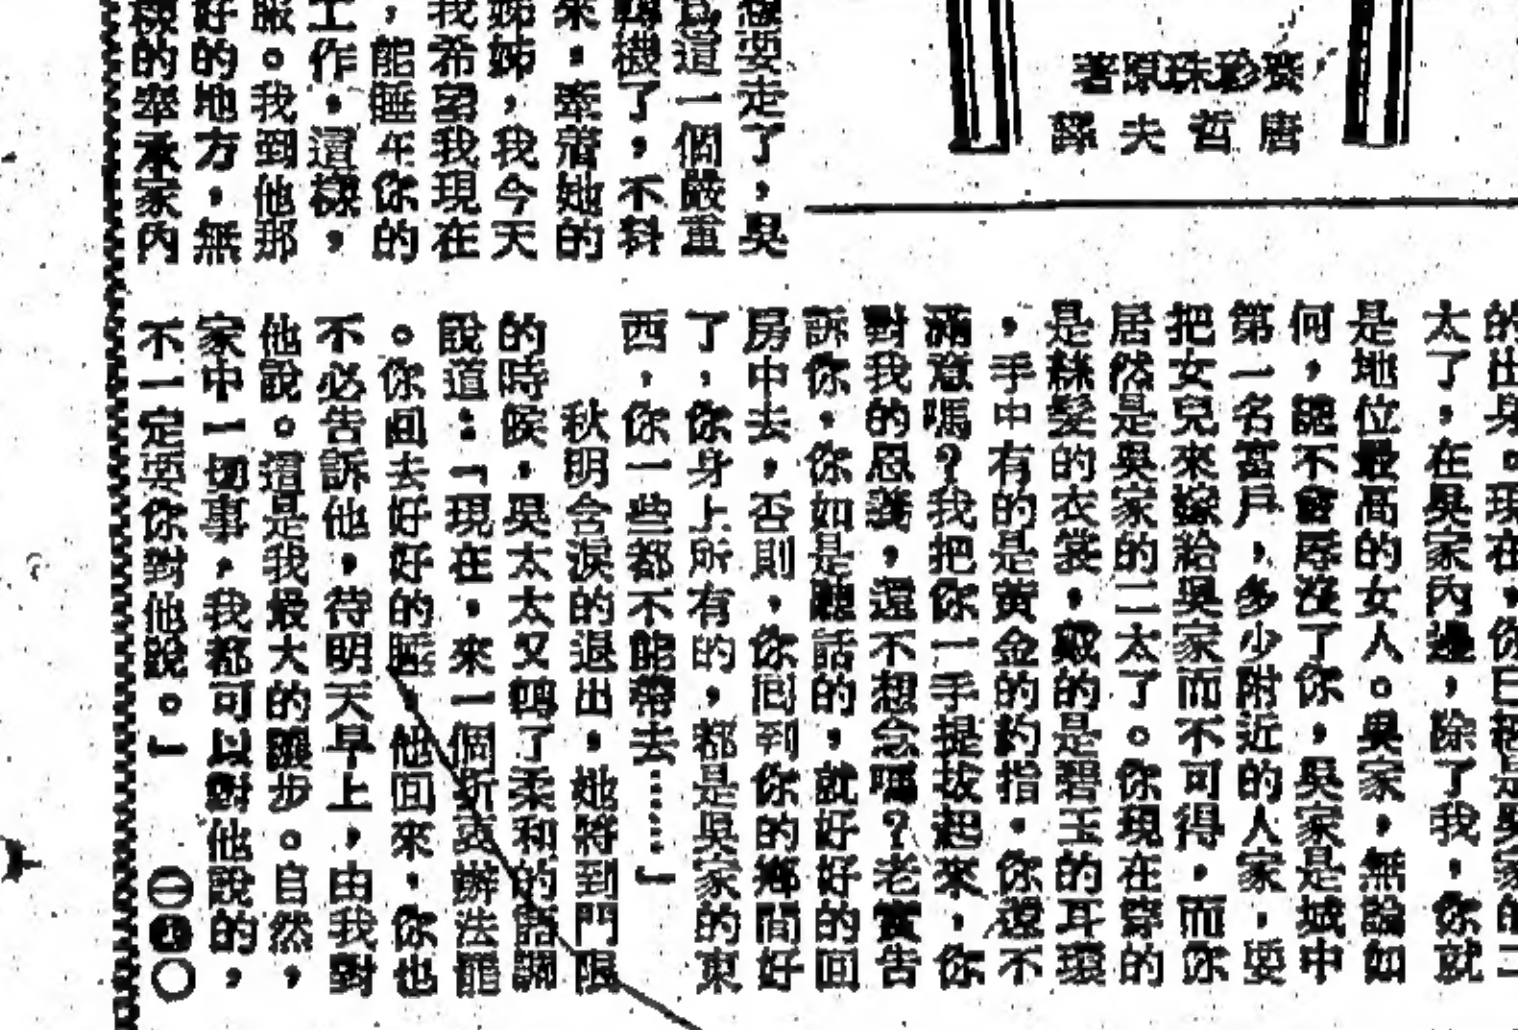 賽珍珠原著
唐哲夫譯
想要走了，吳
爲這一個嚴重
機了，不料
來，牽着她的
姊姊，我今天
我希望我現在
，能睡在你的
工作，這樣，
服。我到他那
好的地方，無
樣的奉承家內
的出身。現在，你已被是吳家的二
太了，在吳家內邊，除了我，你就
是地位最高的女人。吳家，無論如
何，認不會辱沒了你，吳家是城中
第一名富戶，多少附近的人家，要
把女兒來嫁給吳家而不可得，而你
居然是吳家的二太了。你現在穿的
是絲髮的衣裳，戴的是碧玉的耳環
，手中有的是黃金的約指，你還不
滿意嗎？我把你一手提拔起來，你
對我的恩義，還不想念嗎？老實告
訴你，你如是聽話的，就好好的回
房中去，否則，你回到你的鄉間好
了，你身上所有的，都是吳家的東
西，你一些都不能帶去……」
秋明含淚的退出，她將到門限
的時候，吳太太又轉了柔和的語調
說道：「現在，來一個折衷辦法罷
。你回去好好的睡，他回來，你也
不必告訴他，待明天早上，由我對
他說。這是我最大的讓步。自然，
家中一切事，我都可以對他說的，
不一定要你對他說。」